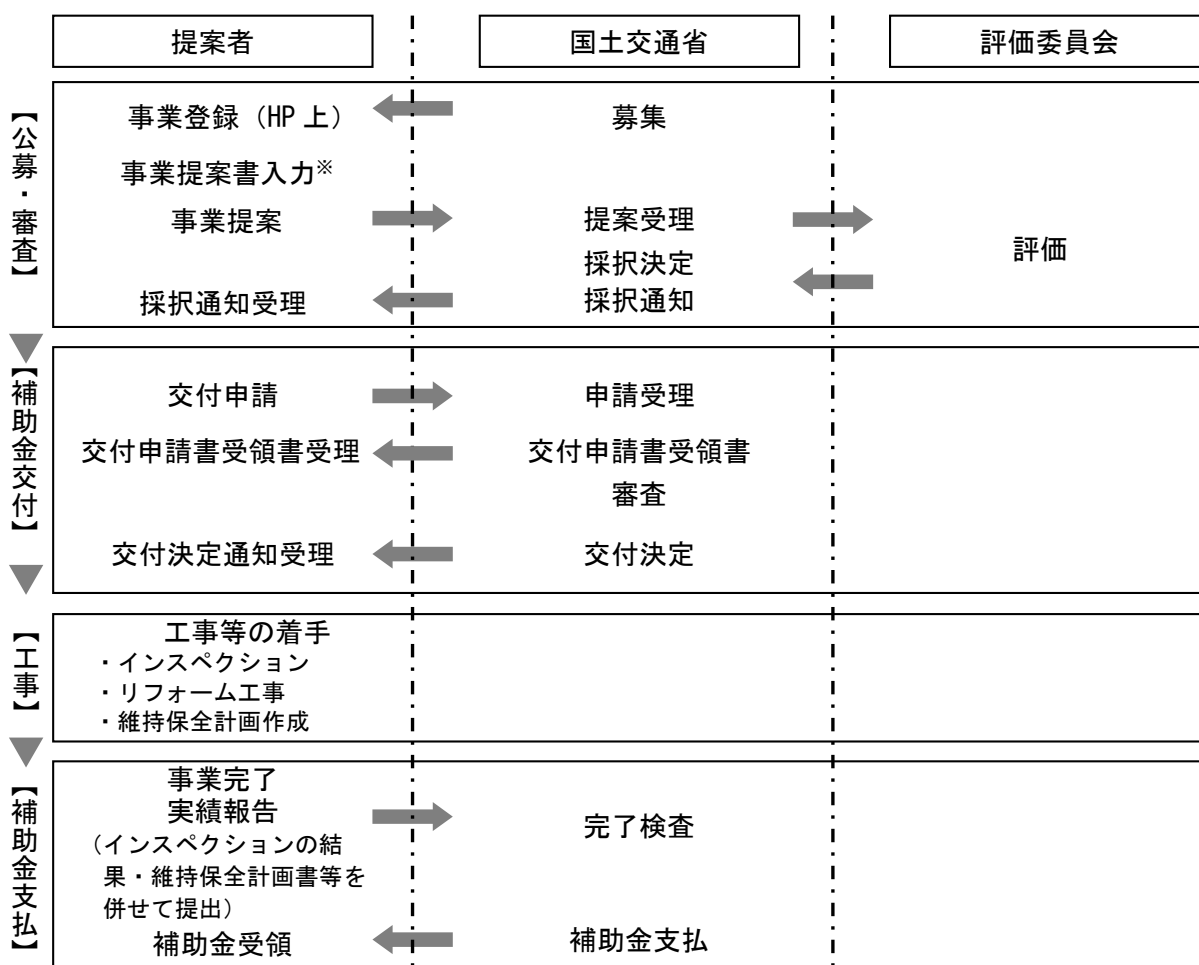 提案者
国土交通省
評価委員会
【公募・審査】
事業登録（HP 上）
募集
事業提案書入力※
事業提案
提案受理
評価
採択決定
採択通知受理
採択通知
【補助金交付】
交付申請
申請受理
交付申請書受領書受理
交付申請書受領書
審査
交付決定通知受理
交付決定
【工事】
工事等の着手
・インスペクション
・リフォーム工事
・維持保全計画作成
【補助金支払】
事業完了
実績報告
完了検査
（インスペクションの結
果・維持保全計画書等を
併せて提出）
補助金受領
補助金支払